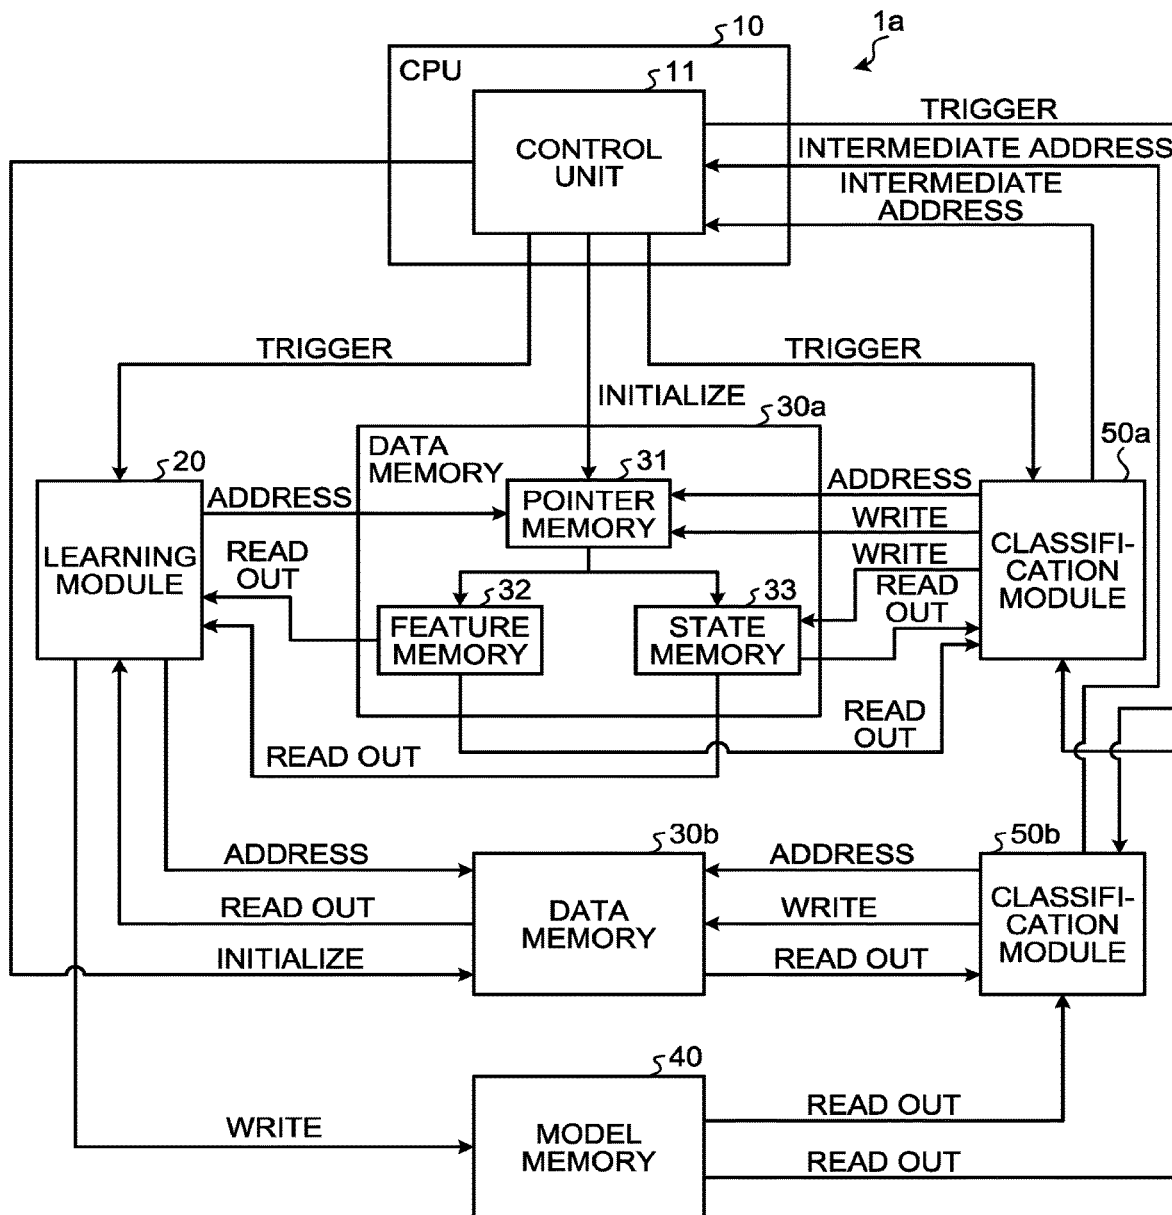 1a
10
CPU
11
CONTROL
UNIT
TRIGGER
INTERMEDIATE ADDRESS
INTERMEDIATE
ADDRESS
TRIGGER
TRIGGER
INITIALIZE
30a
DATA
MEMORY
50a
20
31
ADDRESS
POINTER
MEMORY
ADDRESS
WRITE
LEARNING
MODULE
READ
OUT
WRITE
READ
OUT
CLASSIFI-
CATION
MODULE
32
33
FEATURE
MEMORY
STATE
MEMORY
READ
OUT
READ OUT
30b
50b
ADDRESS
ADDRESS
READ OUT
DATA
MEMORY
WRITE
CLASSIFI-
CATION
MODULE
INITIALIZE
READ OUT
40
WRITE
MODEL
MEMORY
READ OUT
READ OUT